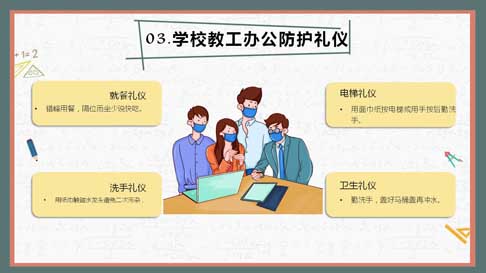 +1=2
03.学校教工办公防护礼仪
就餐礼仪
• 错峰用餐，隔位而坐少说快吃。
电梯礼仪
• 用面巾纸按电梯或用手按后勤洗
手。
洗手礼仪
• 用纸巾触碰水龙头避免二次污染.
卫生礼仪
• 勤洗手，盖好马桶盖再冲水。